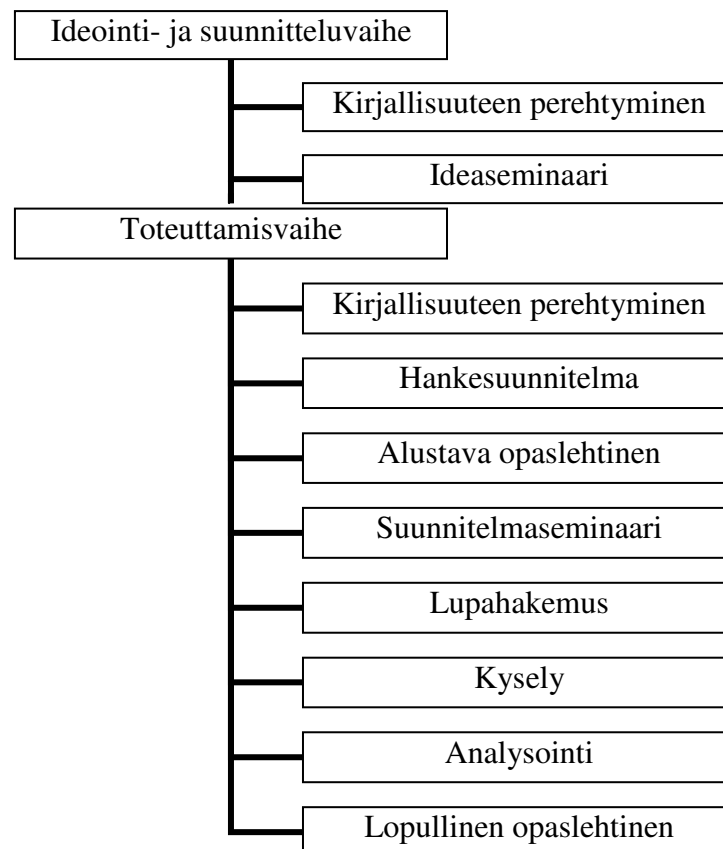 Ideointi- ja suunnitteluvaihe
Kirjallisuuteen perehtyminen
Ideaseminaari
Toteuttamisvaihe
Kirjallisuuteen perehtyminen
Hankesuunnitelma
Alustava opaslehtinen
Suunnitelmaseminaari
Lupahakemus
Kysely
Analysointi
Lopullinen opaslehtinen